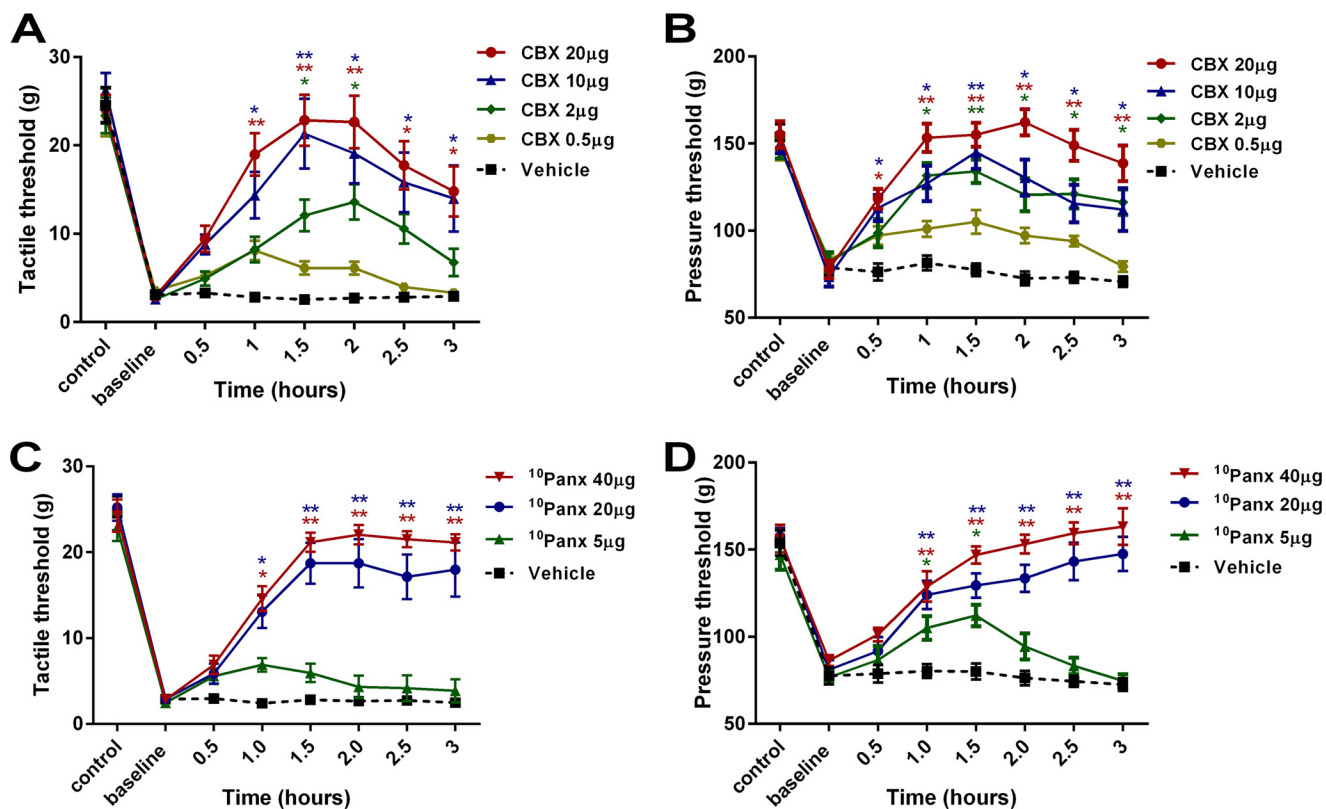 A
Tactile threshold (g)
30
20
10
0
control
baseline
0.5
1
1.5
2
2.5
3
Time (hours)
CBX 20µg
CBX 10µg
CBX 2µg
CBX 0.5µg
Vehicle
*
**
**
**
*
*
**
*
*
*
*
*
B
Pressure threshold (g)
200
150
100
50
control
baseline
0.5
1
1.5
2
2.5
3
Time (hours)
CBX 20µg
CBX 10µg
CBX 2µg
CBX 0.5µg
Vehicle
*
*
*
**
*
**
**
**
*
**
*
*
**
*
*
**
*
C
Tactile threshold (g)
30
20
10
0
control
baseline
0.5
1.0
1.5
2.0
2.5
3
Time (hours)
¹⁰Panx 40µg
¹⁰Panx 20µg
¹⁰Panx 5µg
Vehicle
*
*
**
**
**
**
**
**
**
**
D
Pressure threshold (g)
200
150
100
50
control
baseline
0.5
1.0
1.5
2.0
2.5
3
Time (hours)
¹⁰Panx 40µg
¹⁰Panx 20µg
¹⁰Panx 5µg
Vehicle
**
**
*
**
**
*
**
**
**
**
**
**